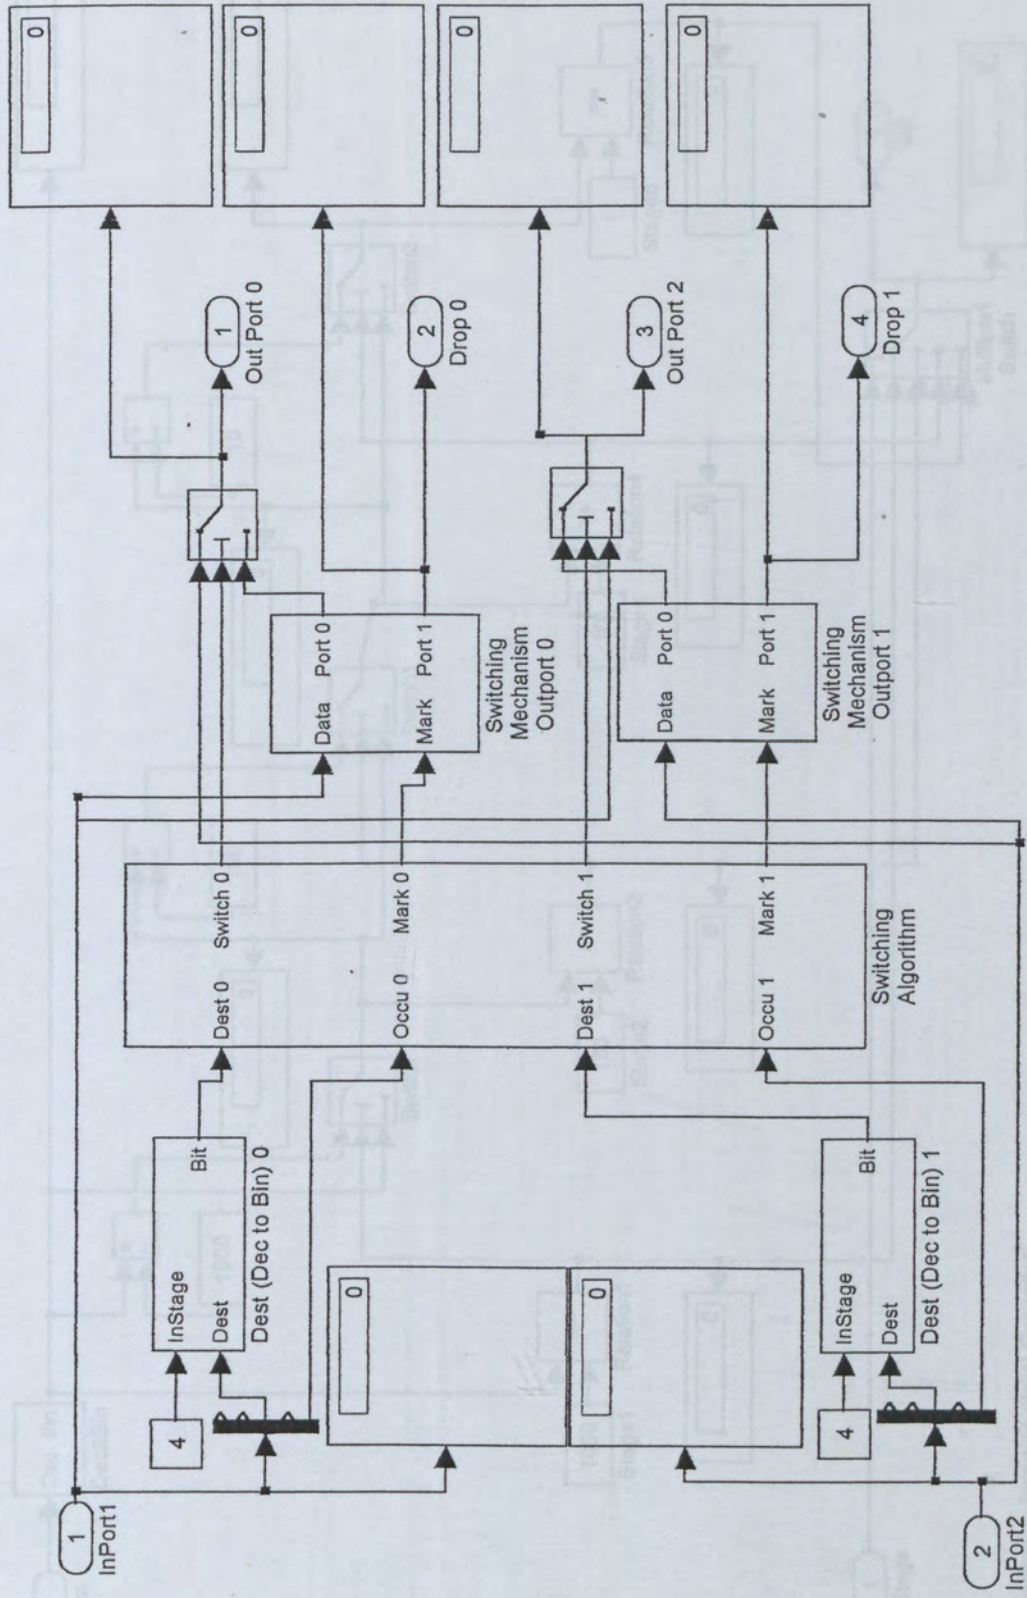 1
InPort1
4
InStage
Dest
Bit
Dest (Dec to Bin) 0
0
0
4
InStage
Dest
Bit
Dest (Dec to Bin) 1
2
InPort2
Dest 0 Switch 0
Occu 0 Mark 0
Dest 1 Switch 1
Occu 1 Mark 1
Switching
Algorithm
Data Port 0
Mark Port 1
Switching
Mechanism
Outport 0
Data Port 0
Mark Port 1
Switching
Mechanism
Outport 1
1
Out Port 0
2
Drop 0
3
Out Port 2
4
Drop 1
0
0
0
0